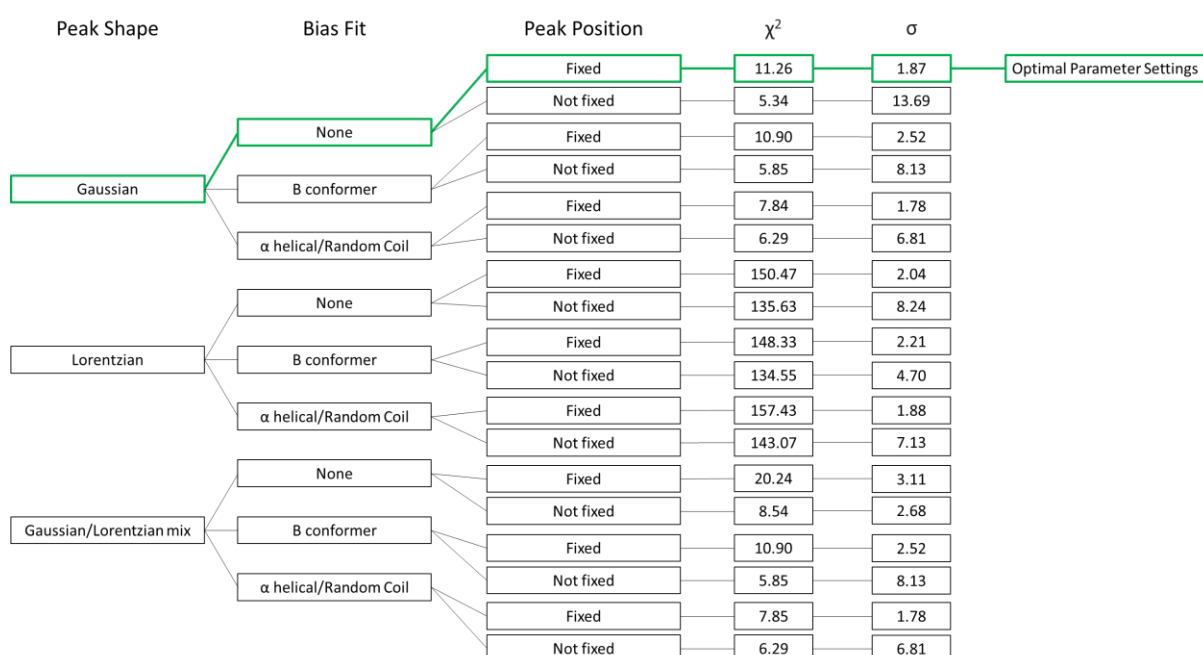 Peak Shape Bias Fit Peak Position χ² σ
Fixed 11.26 1.87 Optimal Parameter Settings
Not fixed 5.34 13.69
None
Fixed 10.90 2.52
Not fixed 5.85 8.13
Gaussian B conformer
Fixed 7.84 1.78
Not fixed 6.29 6.81
α helical/Random Coil
Fixed 150.47 2.04
Not fixed 135.63 8.24
None
Fixed 148.33 2.21
Lorentzian B conformer
Not fixed 134.55 4.70
Fixed 157.43 1.88
α helical/Random Coil
Not fixed 143.07 7.13
None
Fixed 20.24 3.11
Not fixed 8.54 2.68
Gaussian/Lorentzian mix B conformer
Fixed 10.90 2.52
Not fixed 5.85 8.13
α helical/Random Coil
Fixed 7.85 1.78
Not fixed 6.29 6.81